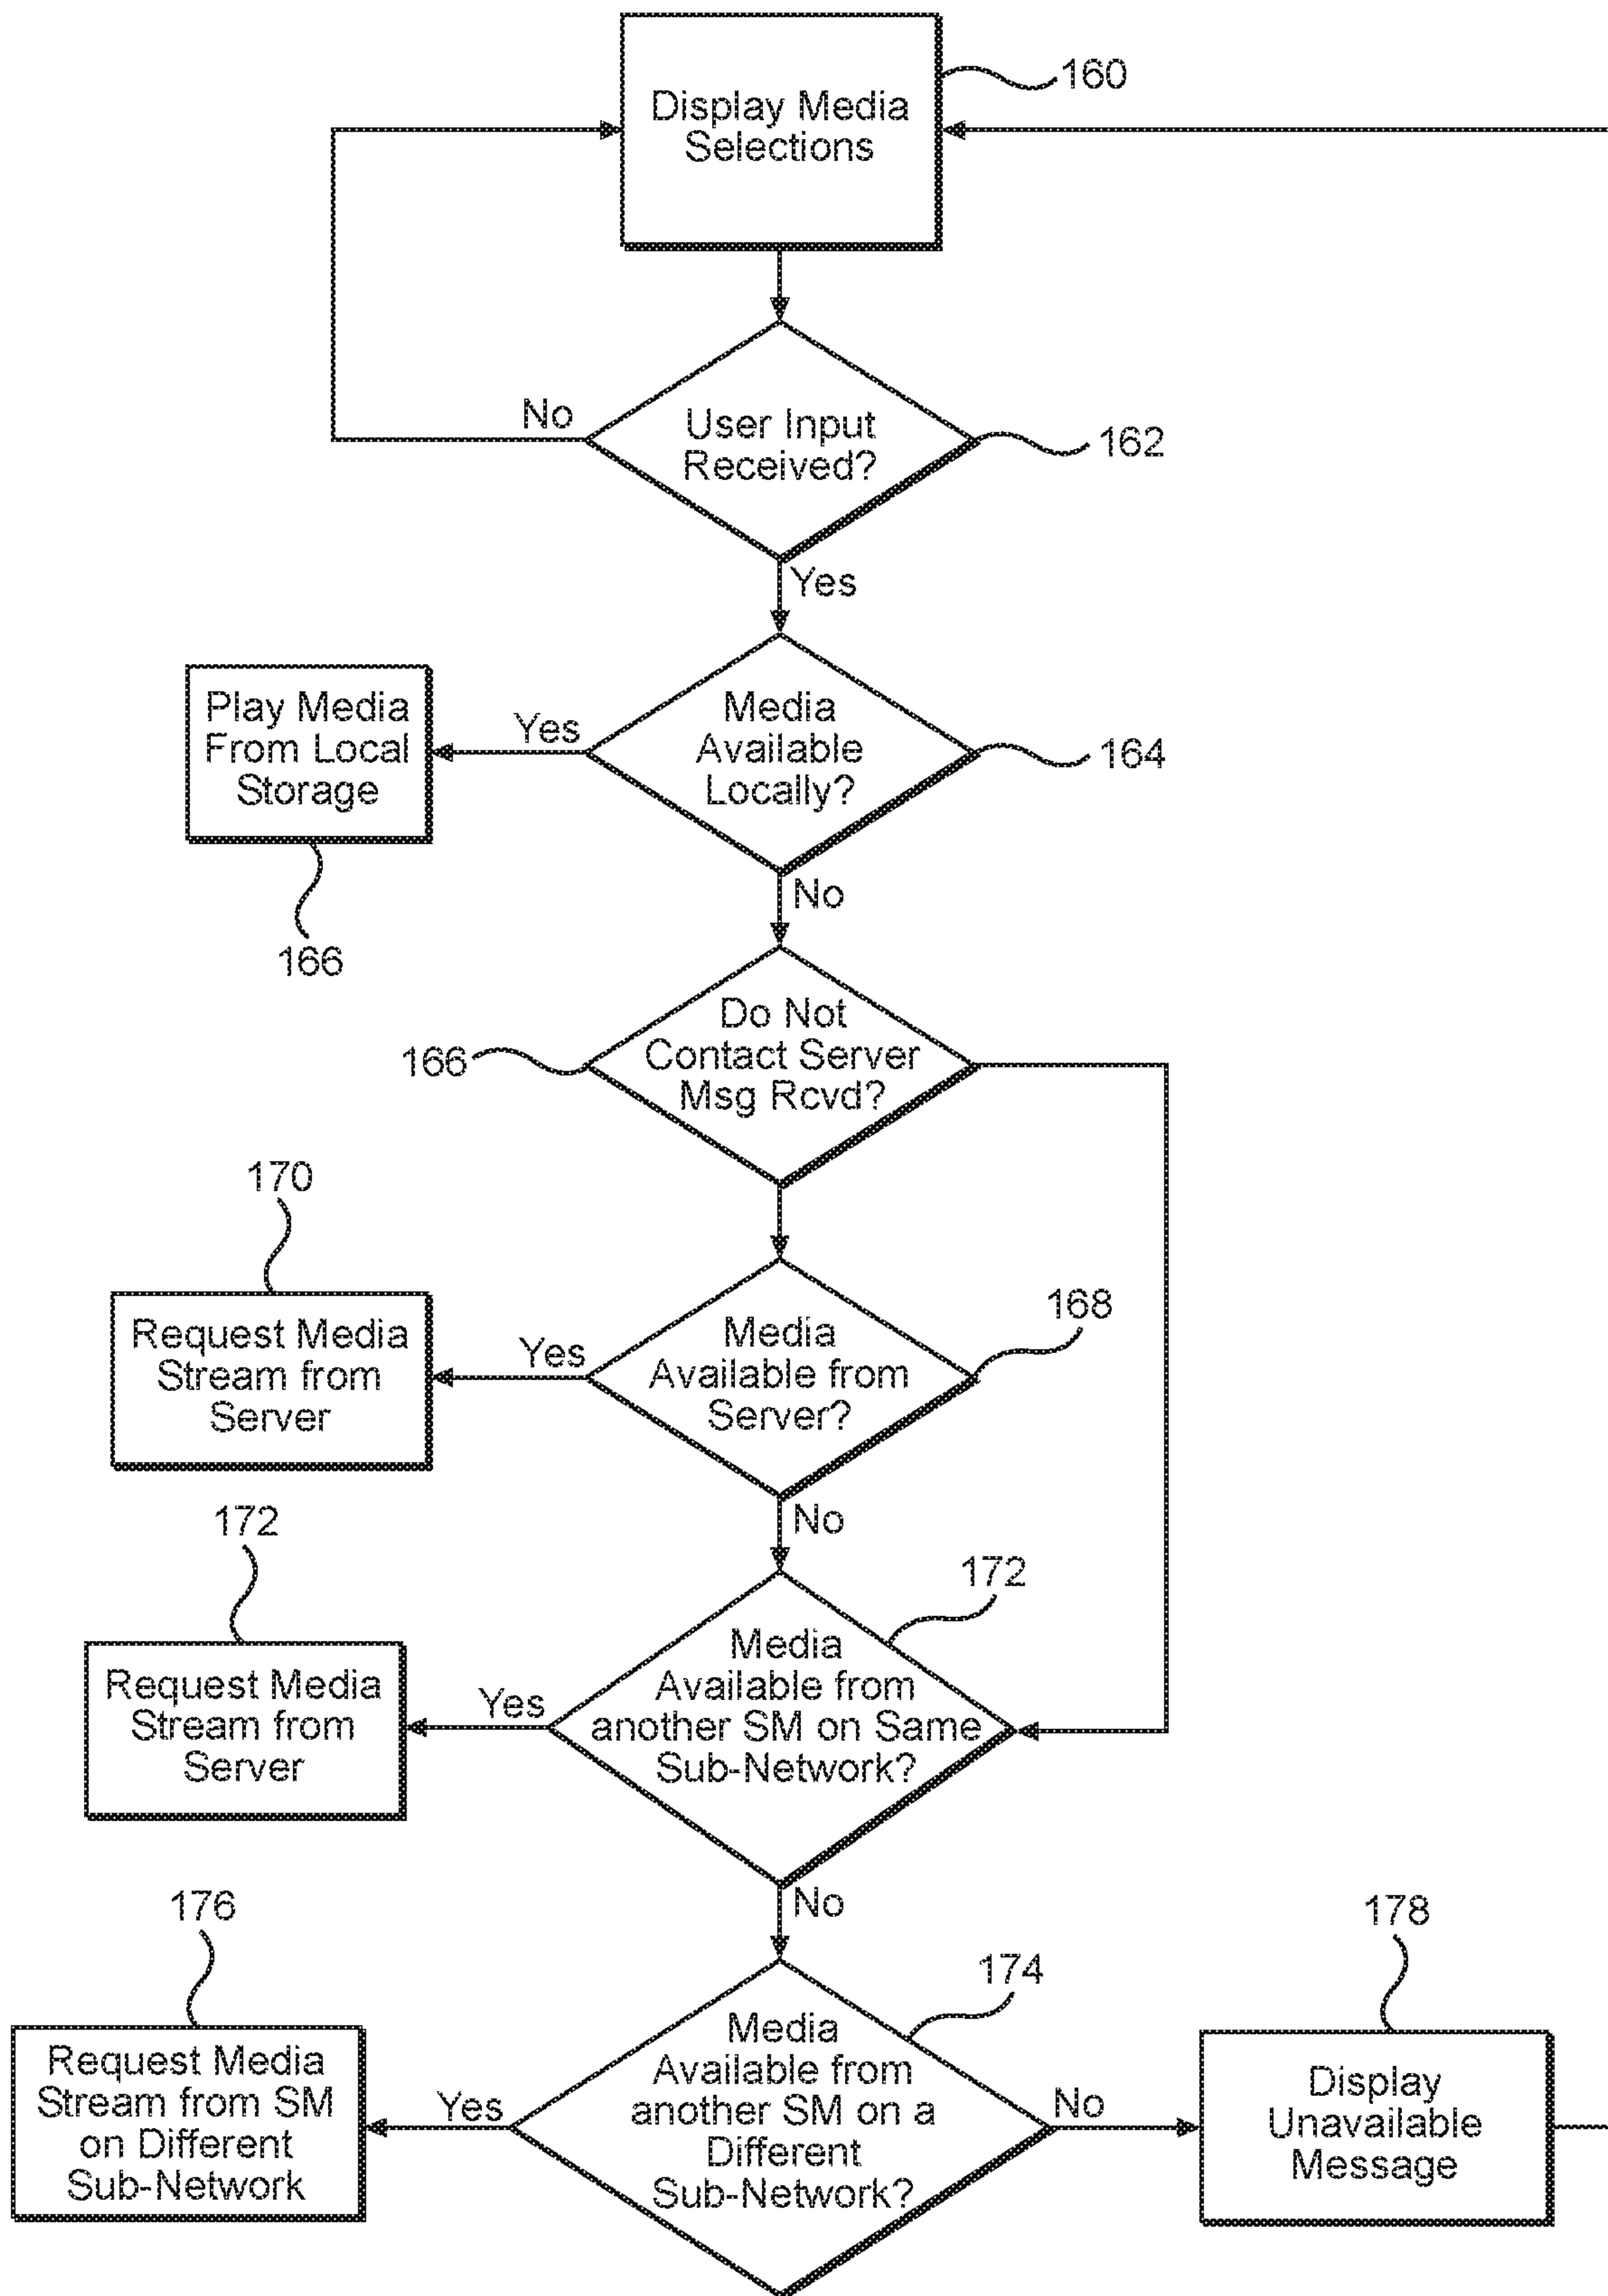 Display Media
Selections
160
No
User Input
Received?
162
Yes
Play Media
From Local
Storage
166
Yes
Media
Available
Locally?
164
No
166
Do Not
Contact Server
Msg Rcvd?
170
Request Media
Stream from
Server
Yes
Media
Available from
Server?
168
No
172
Request Media
Stream from
Server
Yes
Media
Available from
another SM on Same
Sub-Network?
172
No
176
Request Media
Stream from SM
on Different
Sub-Network
Yes
Media
Available from
another SM on a
Different
Sub-Network?
174
No
178
Display
Unavailable
Message